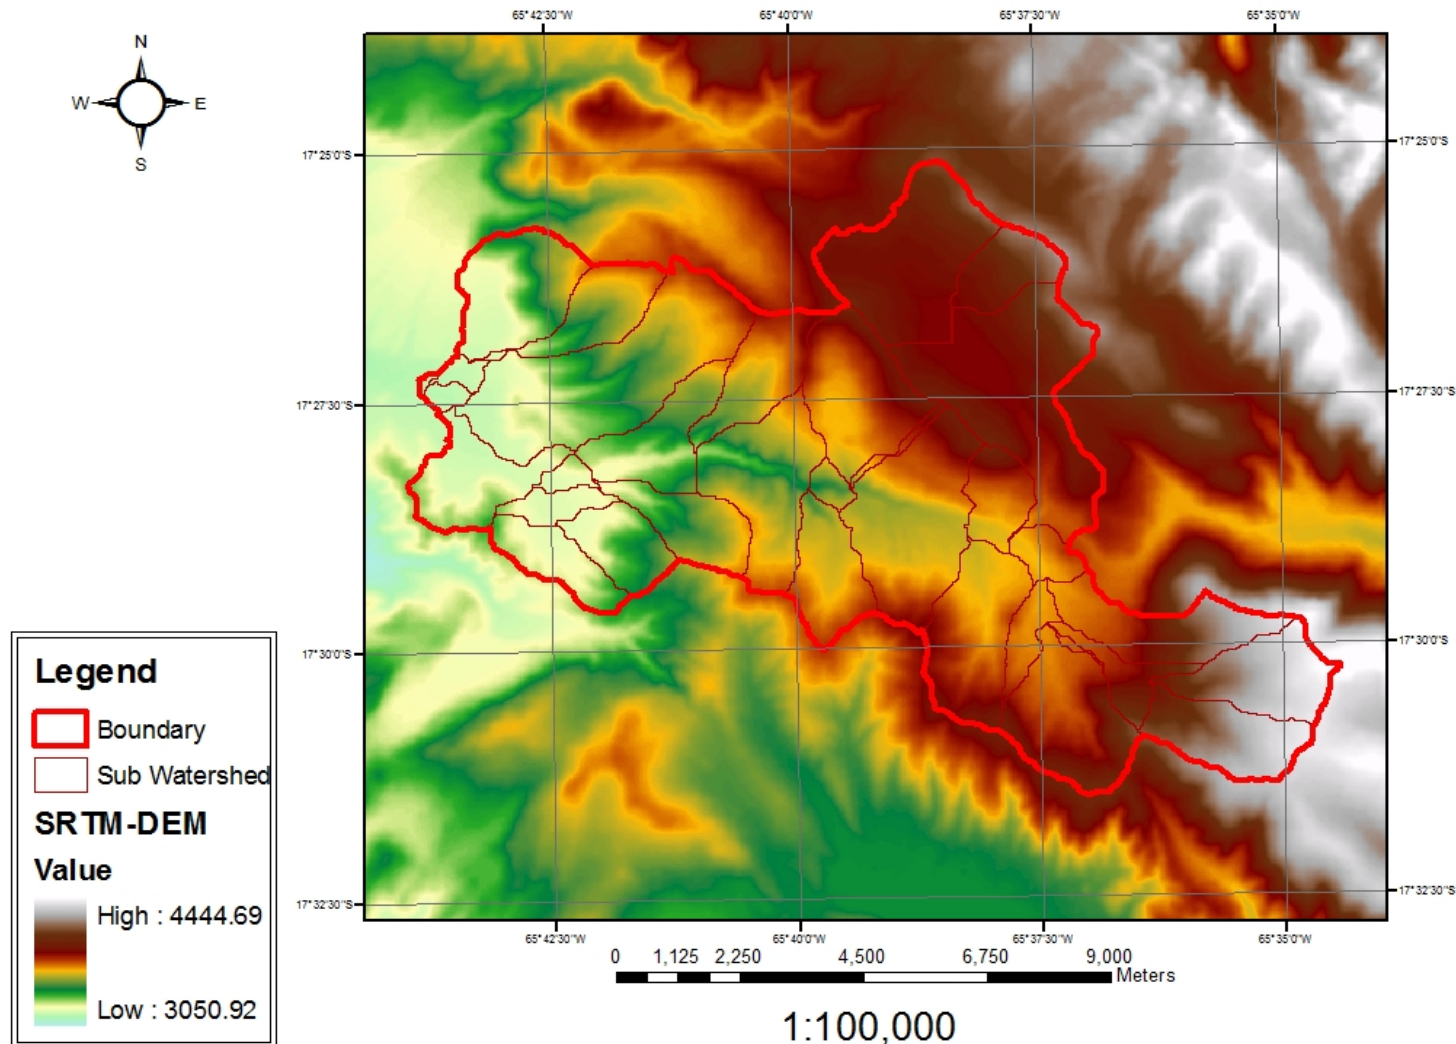 65°42'30"W 65°40'0"W 65°37'30"W 65°35'0"W
N
W E
S
17°25'0"S 17°25'0"S
17°27'30"S 17°27'30"S
17°30'0"S 17°30'0"S
17°32'30"S 17°32'30"S
Legend
Boundary
Sub Watershed
SRTM-DEM
Value
High : 4444.69
Low : 3050.92
65°42'30"W 65°40'0"W 65°37'30"W 65°35'0"W
0 1,125 2,250 4,500 6,750 9,000
Meters
1:100,000